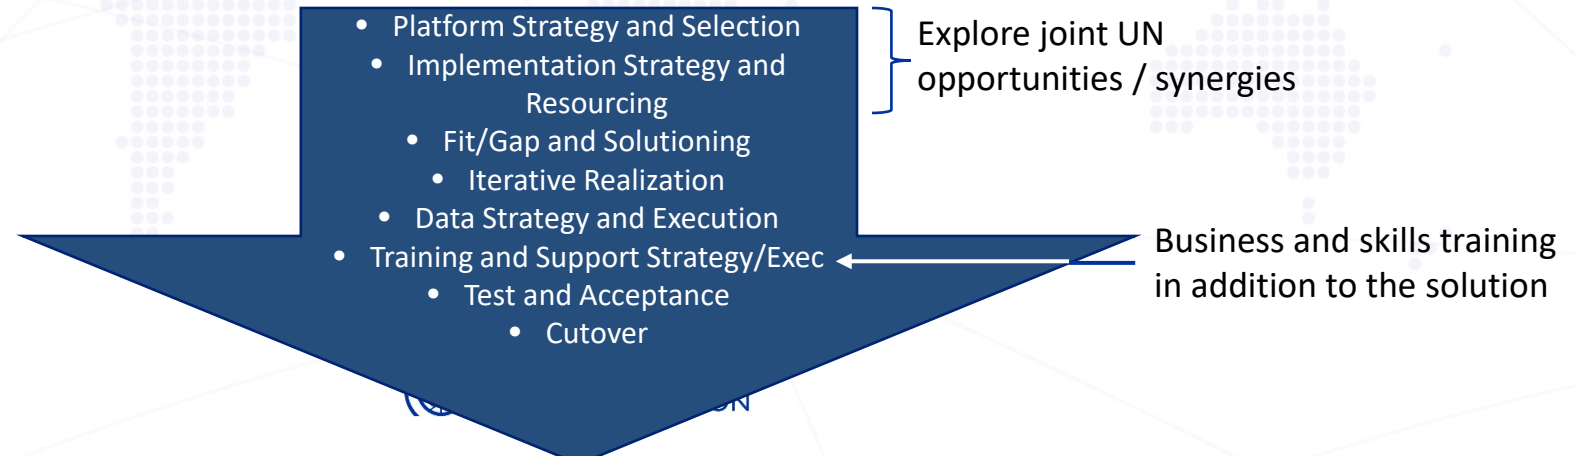 • Platform Strategy and Selection
• Implementation Strategy and
Resourcing
• Fit/Gap and Solutioning
• Iterative Realization
• Data Strategy and Execution
• Training and Support Strategy/Exec
• Test and Acceptance
• Cutover
Explore joint UN
opportunities / synergies
Business and skills training
in addition to the solution